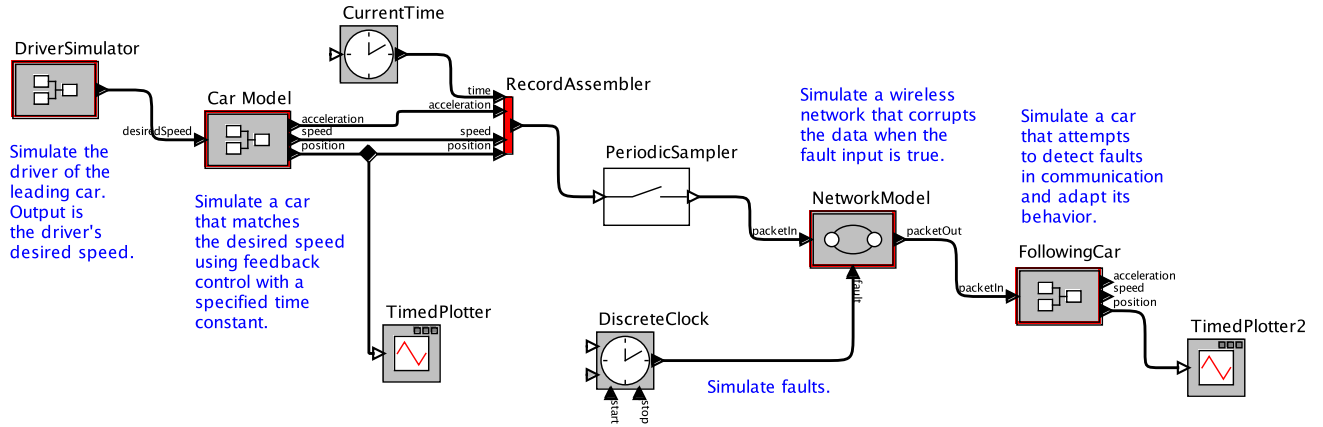 CurrentTime
DriverSimulator
RecordAssembler
time
Car Model
acceleration
acceleration
desiredSpeed
speed
speed
position
position
Simulate the
driver of the
leading car.
Output is
the driver's
desired speed.
Simulate a car
that matches
the desired speed
using feedback
control with a
specified time
constant.
TimedPlotter
PeriodicSampler
Simulate a wireless
network that corrupts
the data when the
fault input is true.
NetworkModel
packetIn
packetOut
fault
DiscreteClock
start
stop
Simulate faults.
Simulate a car
that attempts
to detect faults
in communication
and adapt its
behavior.
FollowingCar
packetIn
acceleration
speed
position
TimedPlotter2